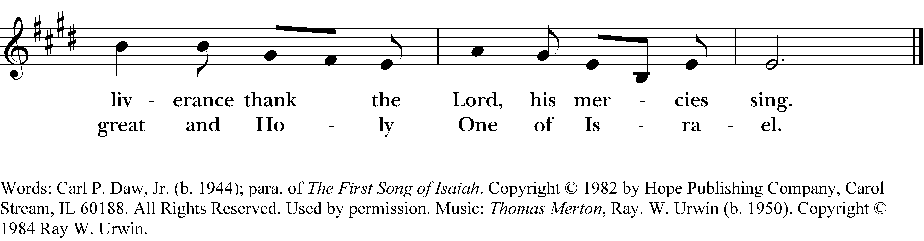 liv - erance thank the Lord, his mer - cies sing.
great and Ho - ly One of Is - ra - el.
Words: Carl P. Daw, Jr. (b. 1944); para. of The First Song of Isaiah. Copyright © 1982 by Hope Publishing Company, Carol
Stream, IL 60188. All Rights Reserved. Used by permission. Music: Thomas Merton, Ray. W. Urwin (b. 1950). Copyright ©
1984 Ray W. Urwin.